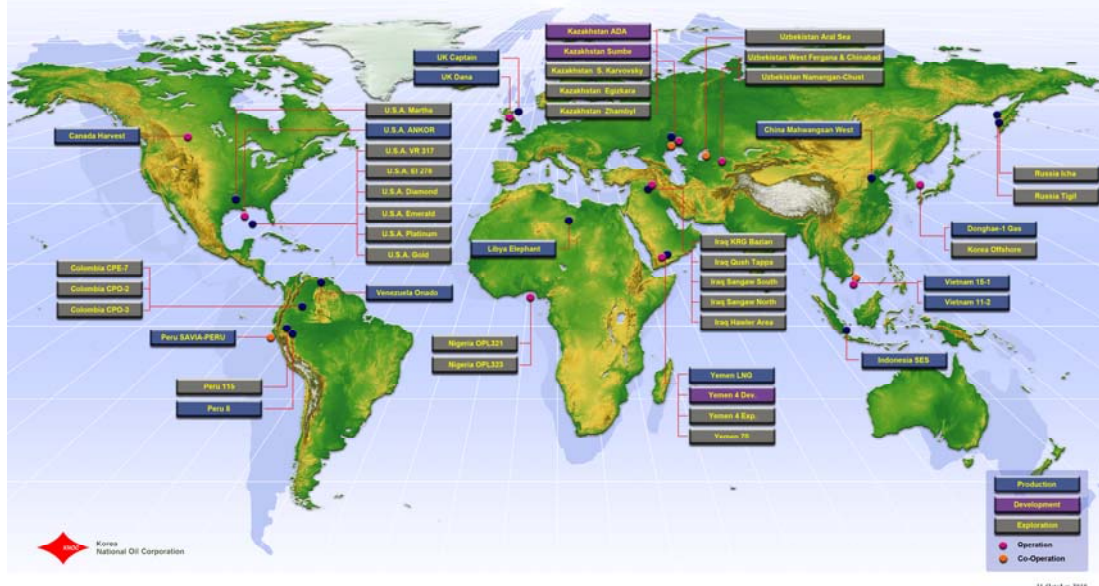 Kazakhstan ADA
Kazakhstan Sumbe
Kazakhstan S. Karvovsky
Kazakhstan Egizkara
Kazakhstan Zhambyl
Uzbekistan Aral Sea
Uzbekistan West Fergana & Chinabad
Uzbekistan Namangan-Chust
UK Captain
UK Dana
Canada Harvest
U.S.A. Martha
U.S.A. ANKOR
U.S.A. VR 317
U.S.A. EI 278
U.S.A. Diamond
U.S.A. Emerald
U.S.A. Platinum
U.S.A. Gold
China Mahwangsan West
Russia Icha
Russia Tigil
Donghae-1 Gas
Korea Offshore
Libya Elephant
Iraq KRG Bazian
Iraq Qush Tappa
Iraq Sangaw South
Iraq Sangaw North
Iraq Hawler Area
Colombia CPE-7
Colombia CPO-2
Colombia CPO-3
Venezuela Onado
Vietnam 15-1
Vietnam 11-2
Peru SAVIA-PERU
Nigeria OPL321
Nigeria OPL323
Indonesia SES
Peru 115
Peru 8
Yemen LNG
Yemen 4 Dev.
Yemen 4 Exp.
Yemen 70
Production
Development
Exploration
Operation
Co-Operation
KNOC
Korea
National Oil Corporation